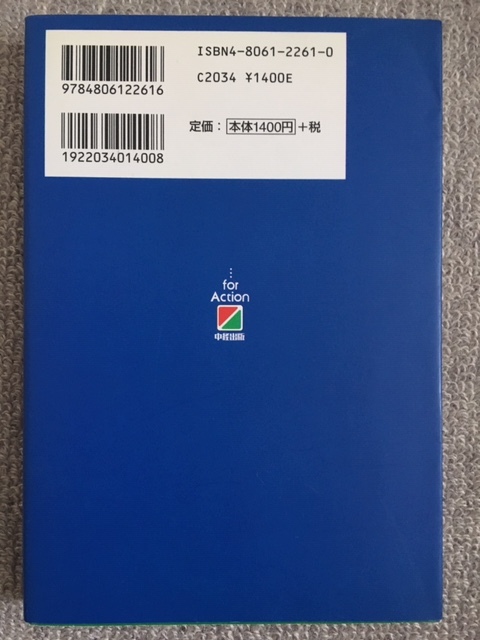 ISBN4-8061-2261-0
C2034 ¥1400E
9784806122616
定価：本体1400円+税
1922034014008
⋮
for
Action
中経出版